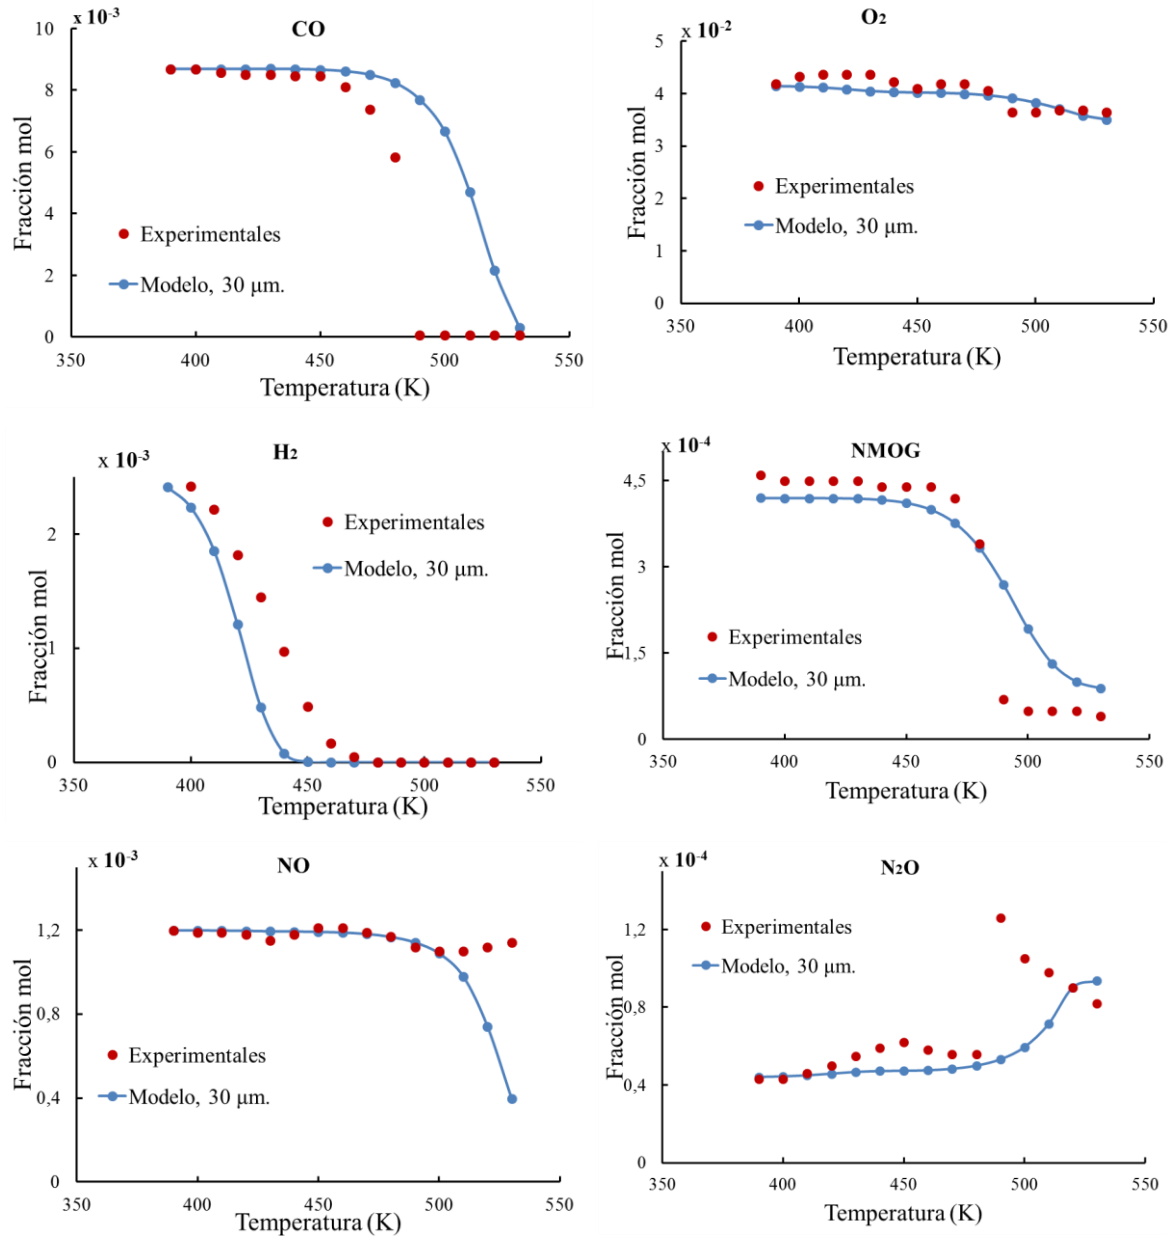 x 10-3
CO
10
8
6
4
2
0
Fracción mol
Experimentales
Modelo, 30 µm.
350
400
450
500
550
Temperatura (K)
x 10-2
O2
5
4
3
2
1
0
Fracción mol
Experimentales
Modelo, 30 µm.
350
400
450
500
550
Temperatura (K)
x 10-3
H2
2
1
0
Fracción mol
Experimentales
Modelo, 30 µm.
350
400
450
500
550
Temperatura (K)
x 10-4
NMOG
4,5
3
1,5
0
Fracción mol
Experimentales
Modelo, 30 µm.
350
400
450
500
550
Temperatura (K)
x 10-3
NO
1,2
0,8
0,4
0
Fracción mol
Experimentales
Modelo, 30 µm.
350
400
450
500
550
Temperatura (K)
x 10-4
N2O
1,2
0,8
0,4
0
Fracción mol
Experimentales
Modelo, 30 µm.
350
400
450
500
550
Temperatura (K)